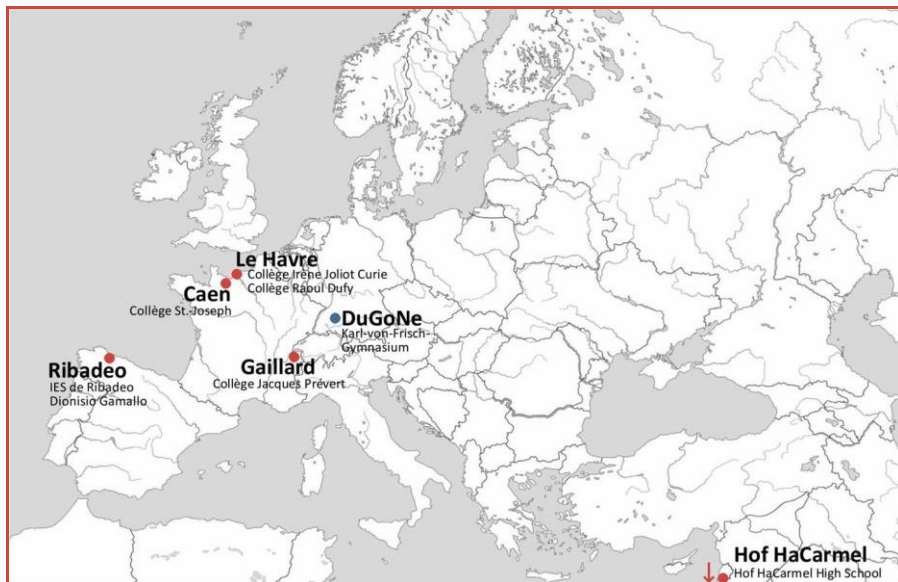 Le Havre
Collège Irène Joliot Curie
Collège Raoul Dufy
Caen
Collège St.-Joseph
DuGoNe
Karl-von-Frisch-
Gymnasium
Gaillard
Collège Jacques Prévert
Ribadeo
IES de Ribadeo
Dionisio Gamallo
Hof HaCarmel
Hof HaCarmel High School